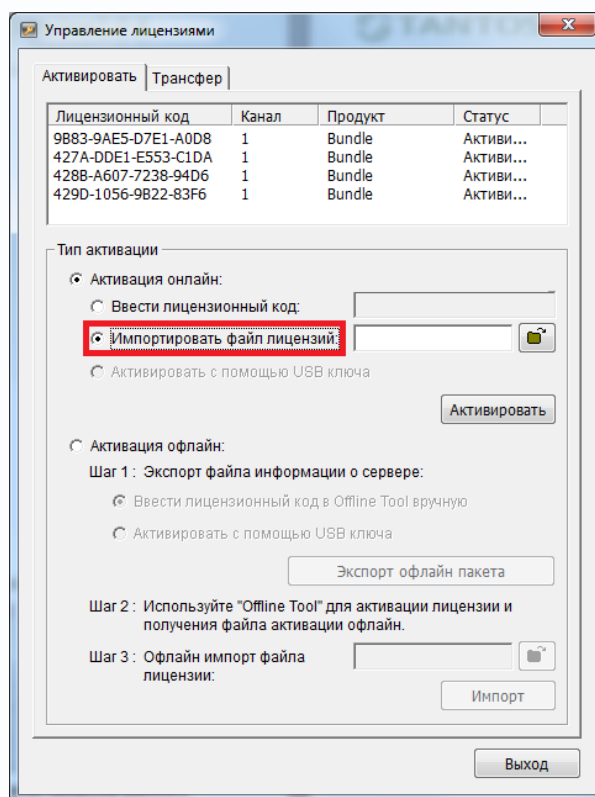 TANTOS
Управление лицензиями
Активировать Трансфер
Лицензионный код Канал Продукт Статус
9B83-9AE5-D7E1-A0D8 1 Bundle Активи...
427A-DDE1-E553-C1DA 1 Bundle Активи...
428B-A607-7238-94D6 1 Bundle Активи...
429D-1056-9B22-83F6 1 Bundle Активи...
Тип активации
Активация онлайн:
Ввести лицензионный код:
Импортировать файл лицензий:
Активировать с помощью USB ключа
Активировать
Активация офлайн:
Шаг 1 : Экспорт файла информации о сервере:
Ввести лицензионный код в Offline Tool вручную
Активировать с помощью USB ключа
Экспорт офлайн пакета
Шаг 2 : Используйте "Offline Tool" для активации лицензии и
получения файла активации офлайн.
Шаг 3 : Офлайн импорт файла
лицензии:
Импорт
Выход